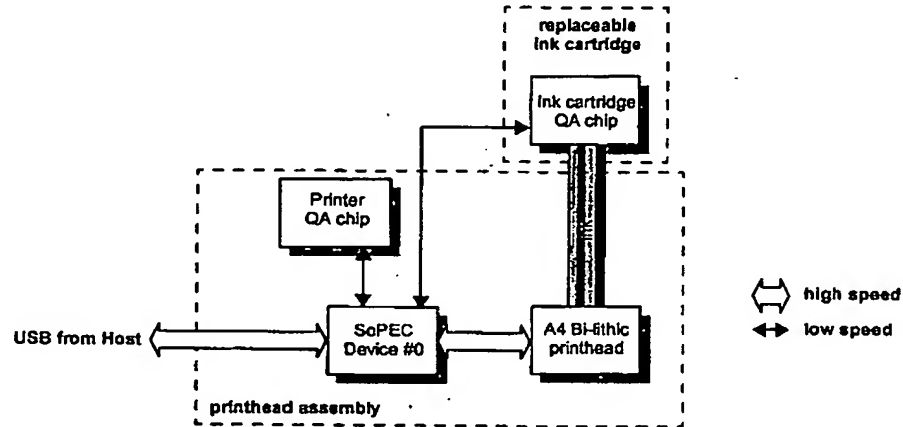 replaceable
ink cartridge
ink cartridge
QA chip
Printer
QA chip
INK
USB from Host
SoPEC
Device #0
A4 Bi-lithic
printhead
high speed
low speed
printhead assembly